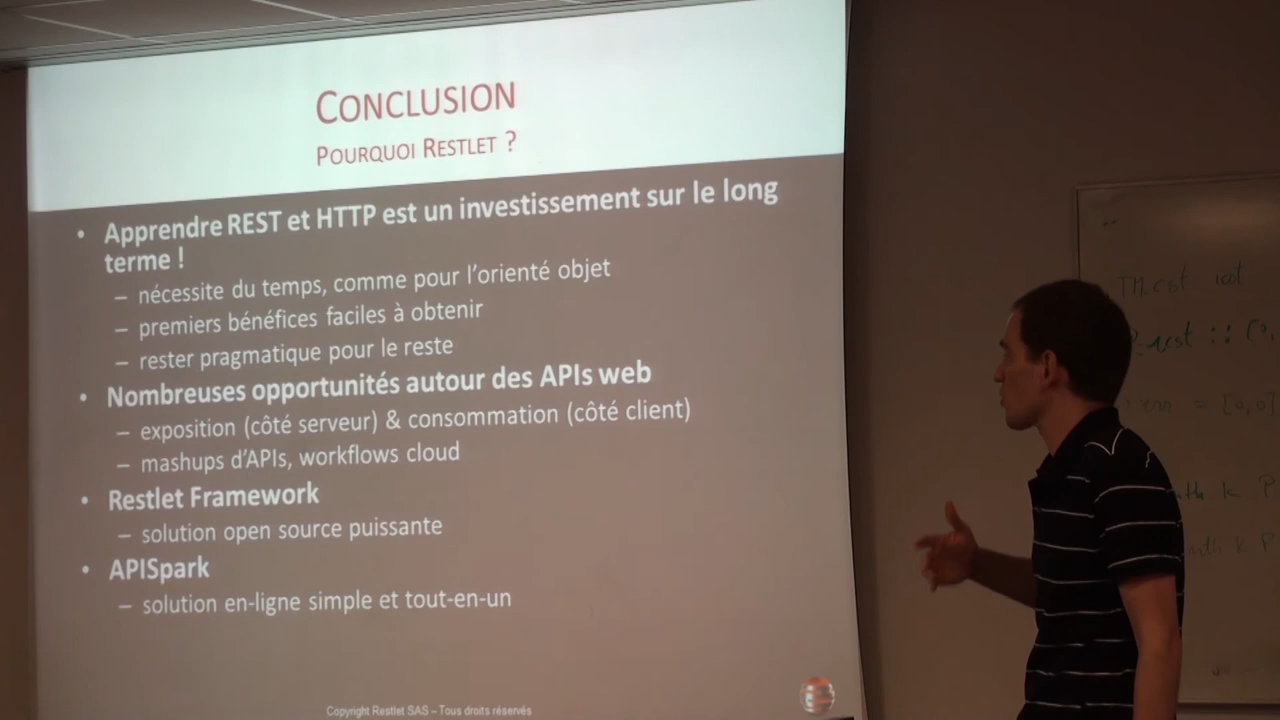 CONCLUSION
POURQUOI RESTLET ?
• Apprendre REST et HTTP est un investissement sur le long
terme !
– nécessite du temps, comme pour l'orienté objet
– premiers bénéfices faciles à obtenir
– rester pragmatique pour le reste
• Nombreuses opportunités autour des APIs web
– exposition (côté serveur) & consommation (côté client)
– mashups d'APIs, workflows cloud
• Restlet Framework
– solution open source puissante
• APISpark
– solution en-ligne simple et tout-en-un
Copyright Restlet SAS – Tous droits réservés